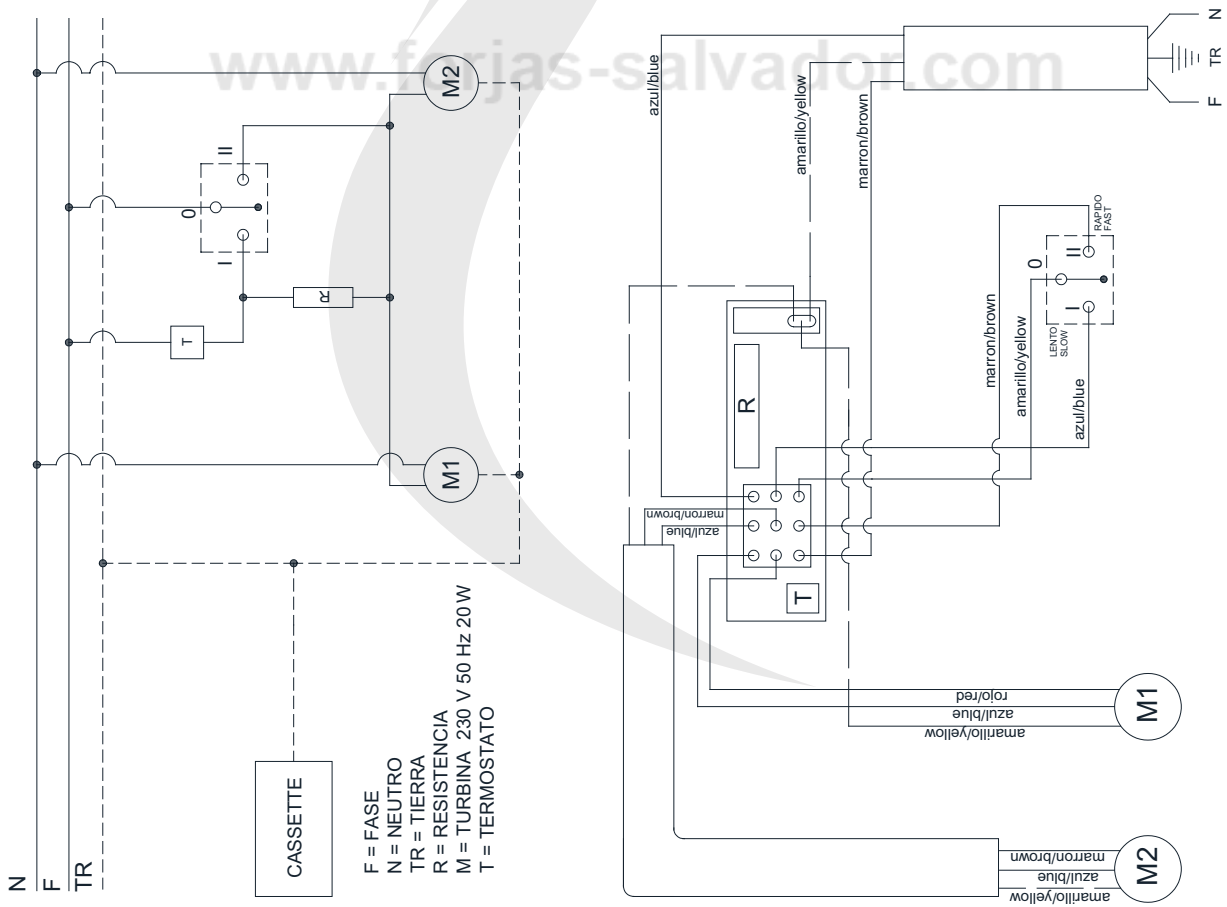 www.forjas-salvador.com
N
F
TR
M2
II
0
I
R
T
M1
CASSETTE
F = FASE
N = NEUTRO
TR = TIERRA
R = RESISTENCIA
M = TURBINA 230 V 50 Hz 20 W
T = TERMOSTATO
N
TR
F
azul/blue
amarillo/yellow
marron/brown
RAPIDO
FAST
II
0
I
LENTO
SLOW
marron/brown
amarillo/yellow
azul/blue
R
marron/brown
azul/blue
T
rojo/red
azul/blue
amarillo/yellow
M1
marron/brown
azul/blue
amarillo/yellow
M2